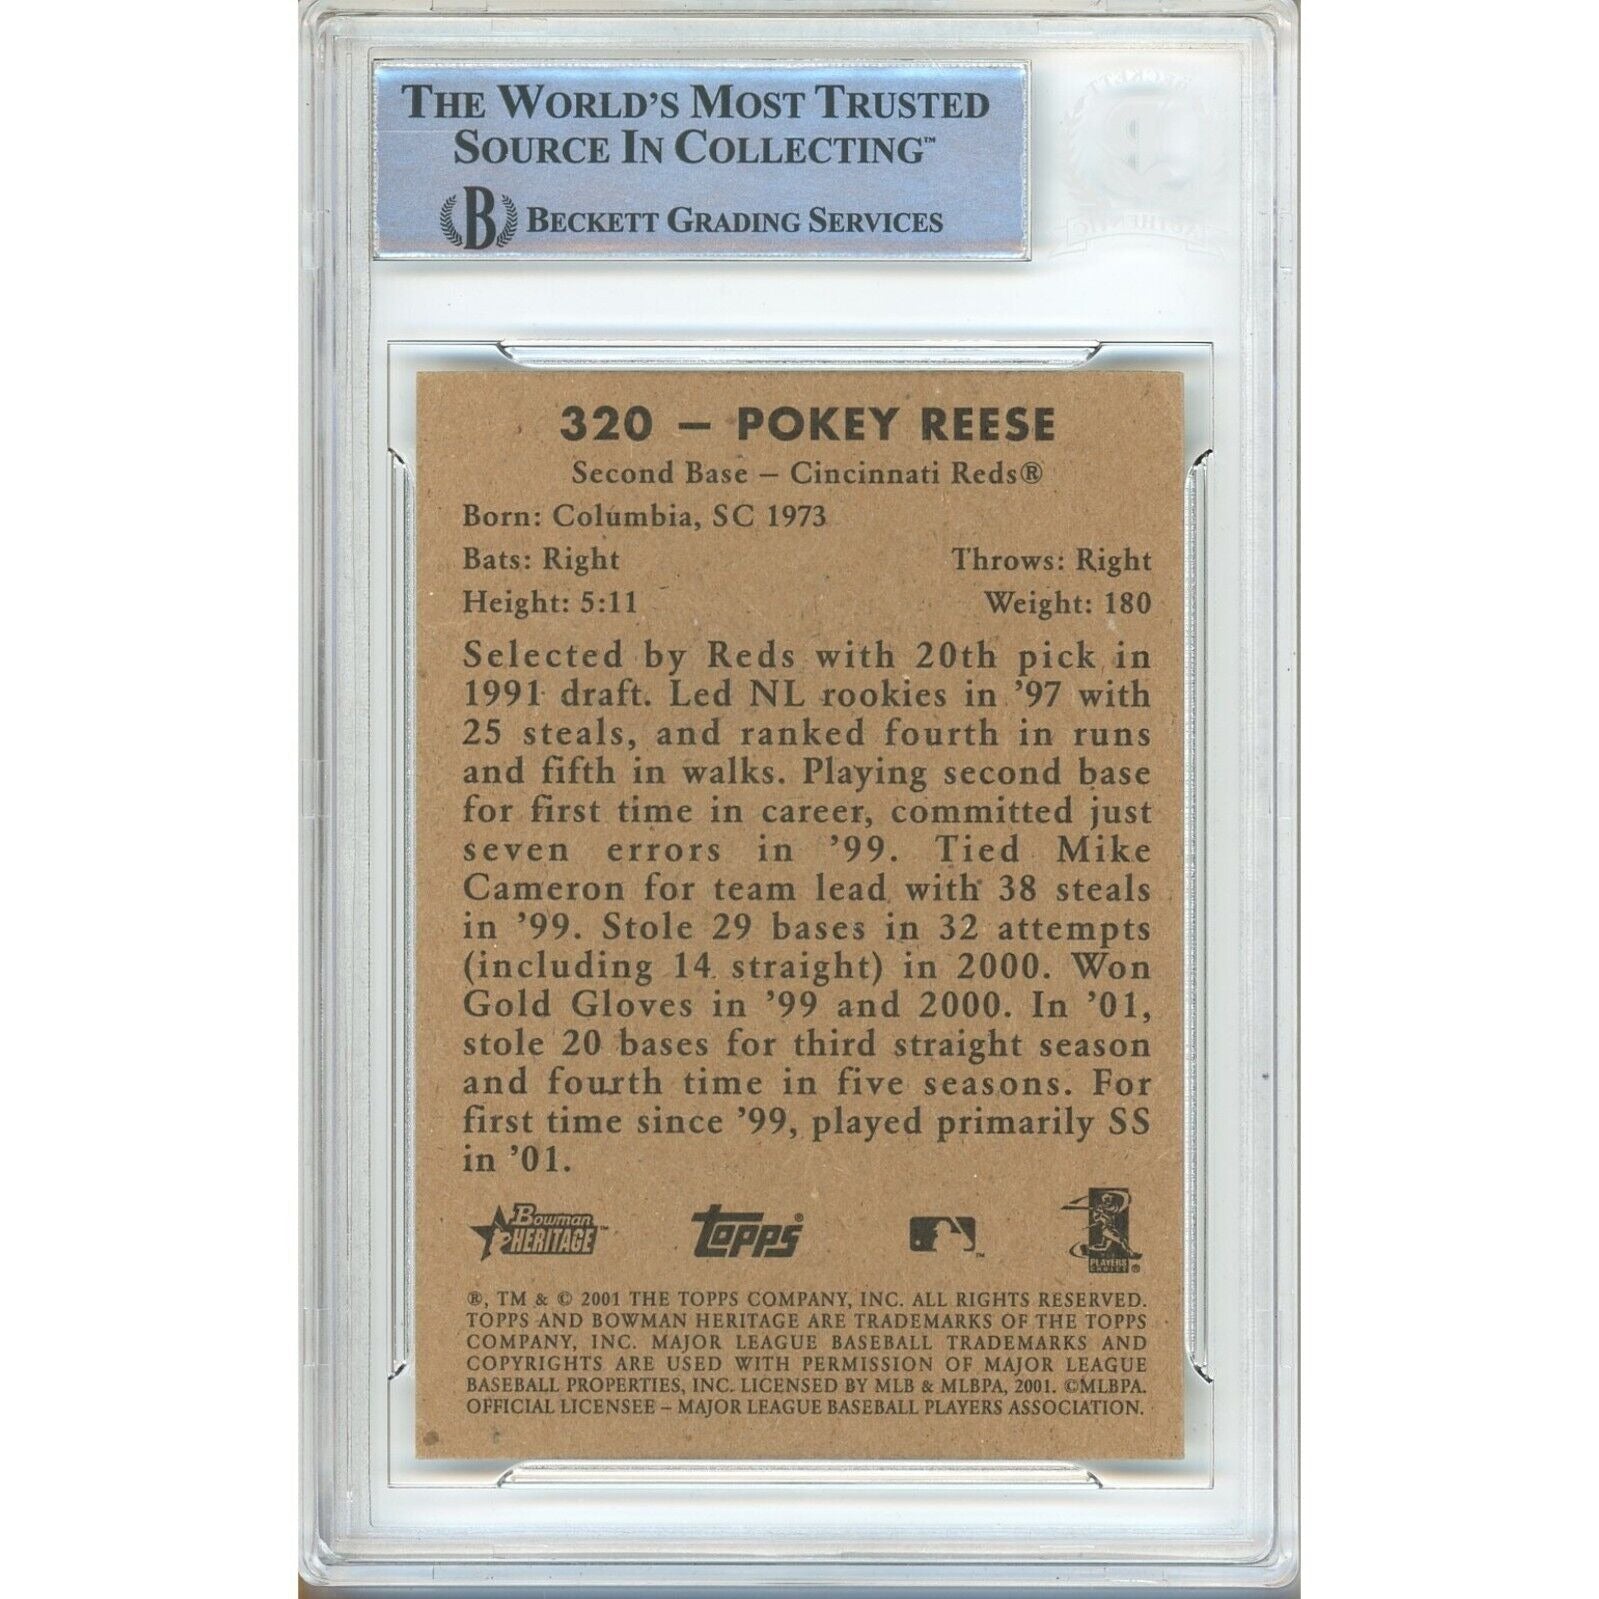 THE WORLD'S MOST TRUSTED
SOURCE IN COLLECTING™
B BECKETT GRADING SERVICES
320 – POKEY REESE
Second Base – Cincinnati Reds®
Born: Columbia, SC 1973
Bats: Right Throws: Right
Height: 5:11 Weight: 180
Selected by Reds with 20th pick in
1991 draft. Led NL rookies in '97 with
25 steals, and ranked fourth in runs
and fifth in walks. Playing second base
for first time in career, committed just
seven errors in '99. Tied Mike
Cameron for team lead with 38 steals
in '99. Stole 29 bases in 32 attempts
(including 14 straight) in 2000. Won
Gold Gloves in '99 and 2000. In '01,
stole 20 bases for third straight season
and fourth time in five seasons. For
first time since '99, played primarily SS
in '01.
Bowman HERITAGE™ Topps® ™ PLAYERS CHOICE®
®, TM & © 2001 THE TOPPS COMPANY, INC. ALL RIGHTS RESERVED.
TOPPS AND BOWMAN HERITAGE ARE TRADEMARKS OF THE TOPPS
COMPANY, INC. MAJOR LEAGUE BASEBALL TRADEMARKS AND
COPYRIGHTS ARE USED WITH PERMISSION OF MAJOR LEAGUE
BASEBALL PROPERTIES, INC. LICENSED BY MLB & MLBPA, 2001. ©MLBPA.
OFFICIAL LICENSEE – MAJOR LEAGUE BASEBALL PLAYERS ASSOCIATION.